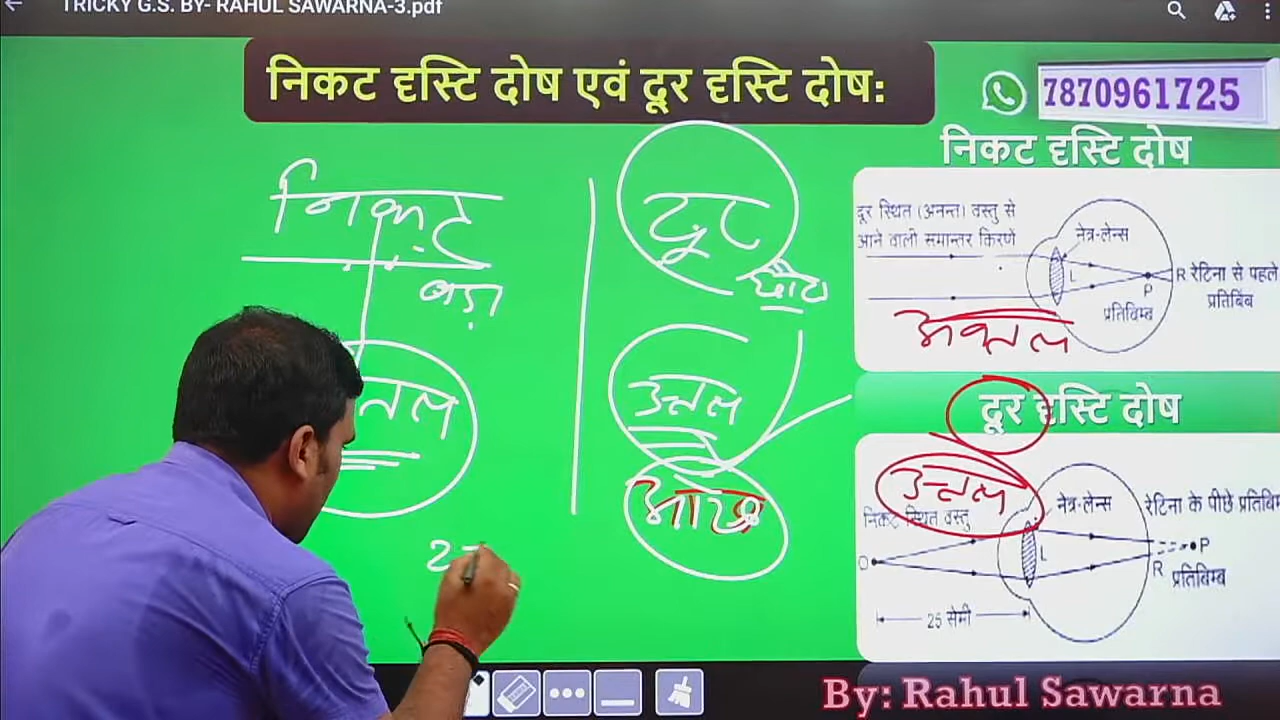 TRICKY G.S. BY- RAHUL SAWARNA-3.pdf
निकट दृस्टि दोष एवं दूर दृस्टि दोष:
7870961725
निकट दृस्टि दोष
दूर स्थित (अनन्त) वस्तु से
आने वाली समान्तर किरणे
नेत्र-लेन्स
L
P
R रेटिना से पहले
प्रतिबिंब
प्रतिबिम्ब
अवतल
निकट
बड़ा
तल
दूर
छोटा
उत्तल
दूर दृस्टि दोष
उत्तल
निकट स्थित वस्तु
नेत्र-लेन्स
रेटिना के पीछे प्रतिबिम
O
L
P
R
प्रतिबिम्ब
25 सेमी
2
By: Rahul Sawarna